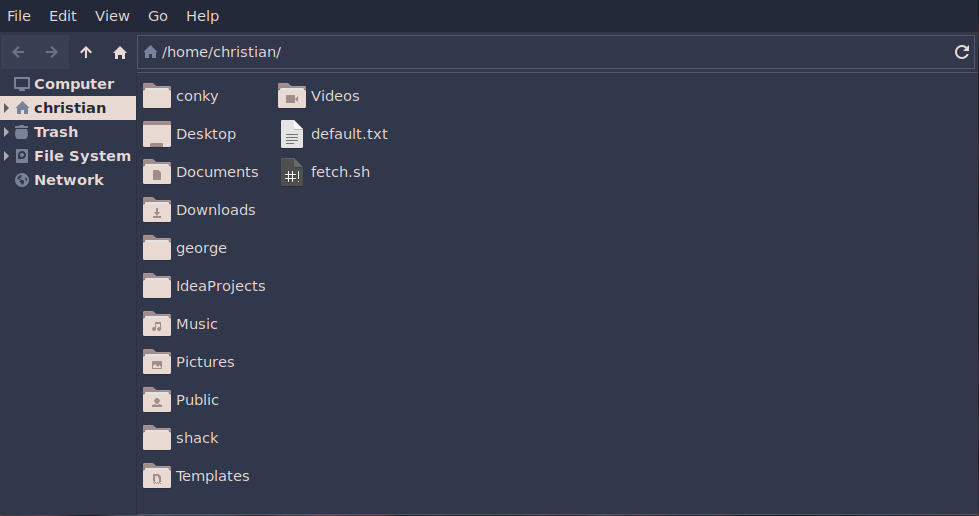 File Edit View Go Help
/home/christian/
Computer
christian
Trash
File System
Network
conky
Desktop
Documents
Downloads
george
IdeaProjects
Music
Pictures
Public
shack
Templates
Videos
default.txt
#! fetch.sh